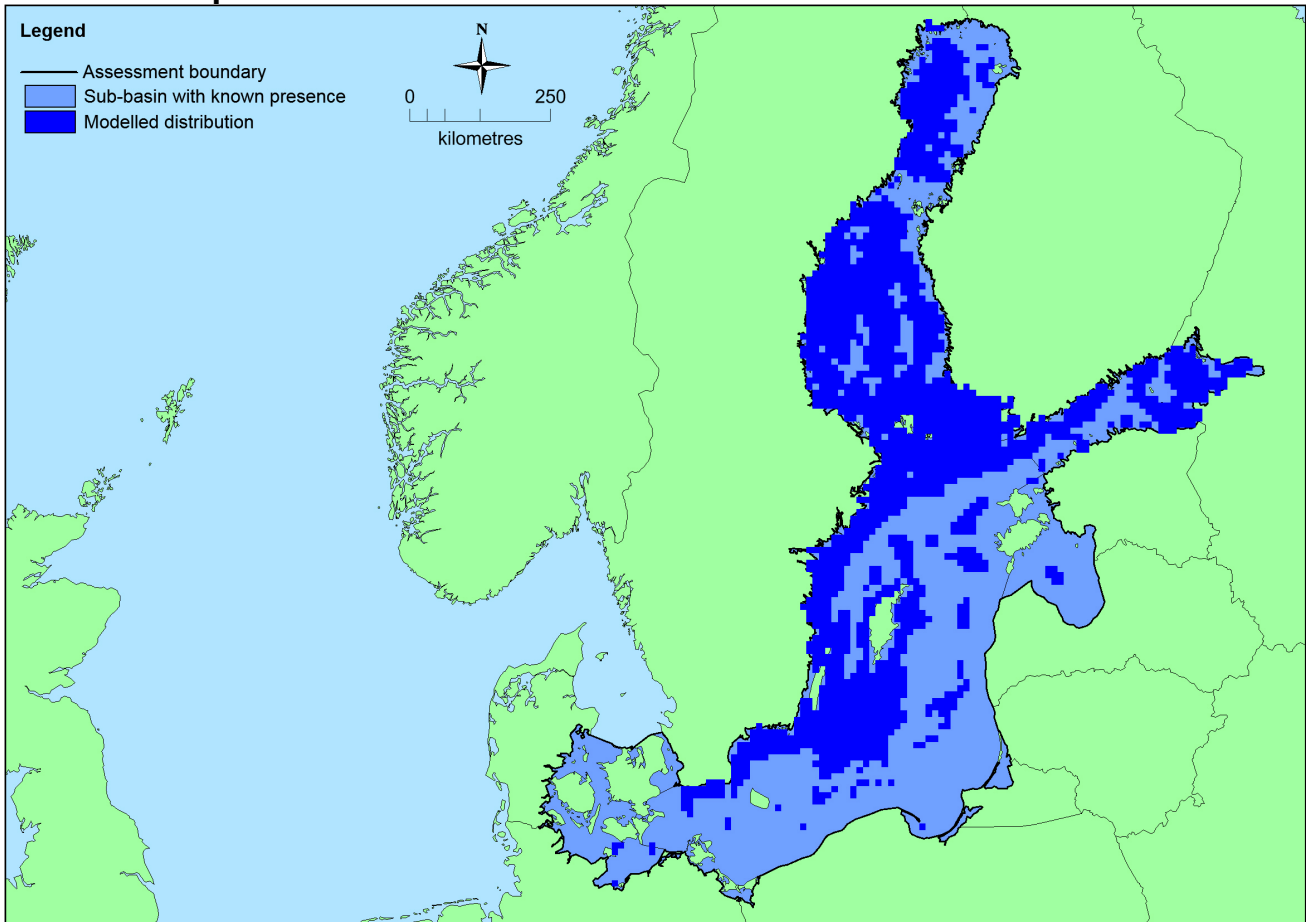 Legend
N
Assessment boundary
Sub-basin with known presence
Modelled distribution
0 250
kilometres